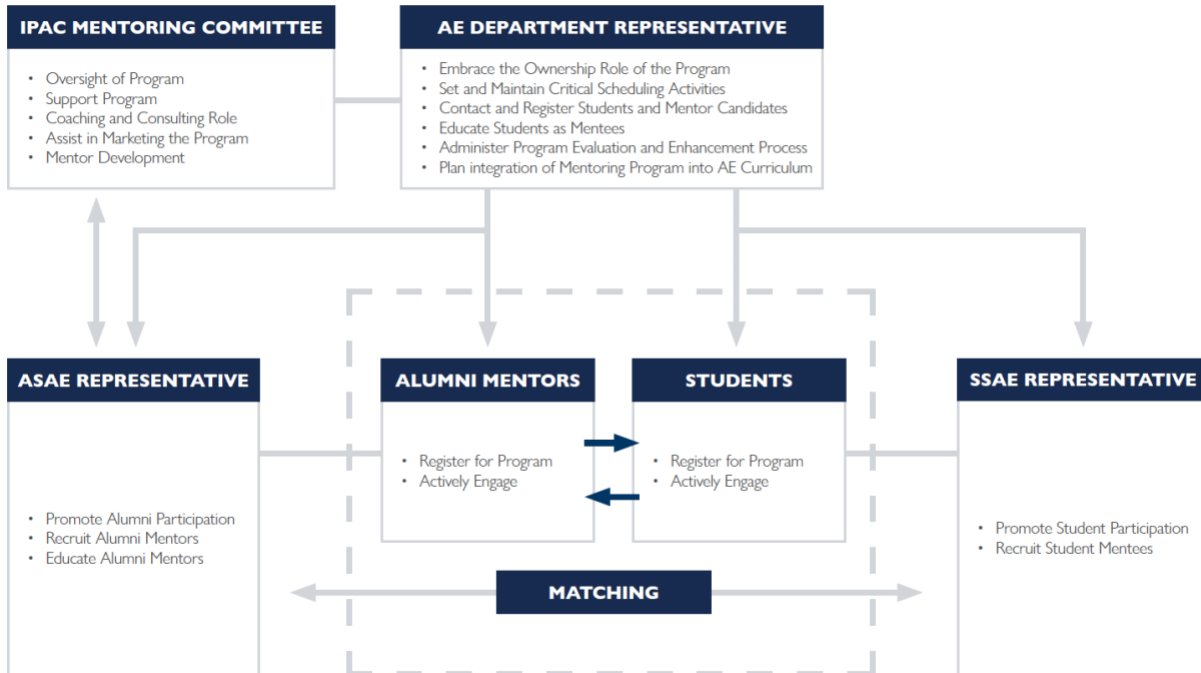 IPAC MENTORING COMMITTEE
• Oversight of Program
• Support Program
• Coaching and Consulting Role
• Assist in Marketing the Program
• Mentor Development
AE DEPARTMENT REPRESENTATIVE
• Embrace the Ownership Role of the Program
• Set and Maintain Critical Scheduling Activities
• Contact and Register Students and Mentor Candidates
• Educate Students as Mentees
• Administer Program Evaluation and Enhancement Process
• Plan integration of Mentoring Program into AE Curriculum
ASAE REPRESENTATIVE
• Promote Alumni Participation
• Recruit Alumni Mentors
• Educate Alumni Mentors
ALUMNI MENTORS
• Register for Program
• Actively Engage
STUDENTS
• Register for Program
• Actively Engage
SSAE REPRESENTATIVE
• Promote Student Participation
• Recruit Student Mentees
MATCHING